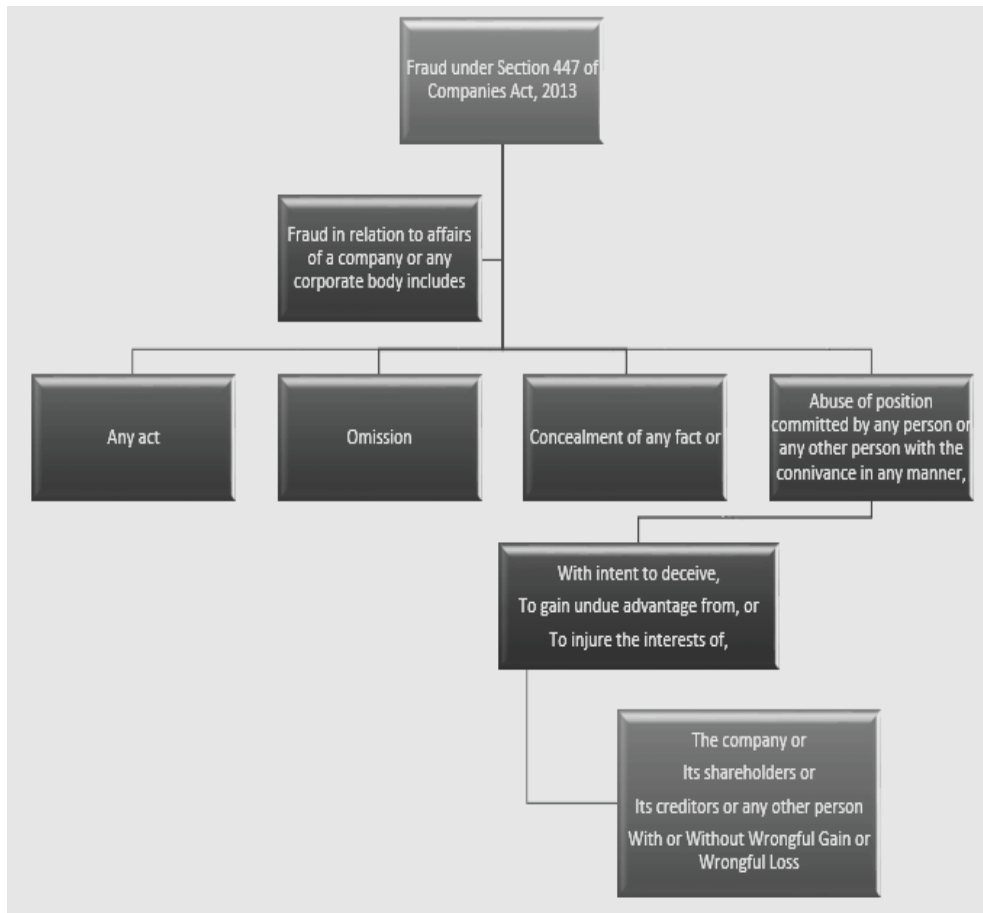 Fraud under Section 447 of
Companies Act, 2013
Fraud in relation to affairs
of a company or any
corporate body includes
Any act
Omission
Concealment of any fact or
Abuse of position
committed by any person or
any other person with the
connivance in any manner,
With intent to deceive,
To gain undue advantage from, or
To injure the interests of,
The company or
Its shareholders or
Its creditors or any other person
With or Without Wrongful Gain or
Wrongful Loss